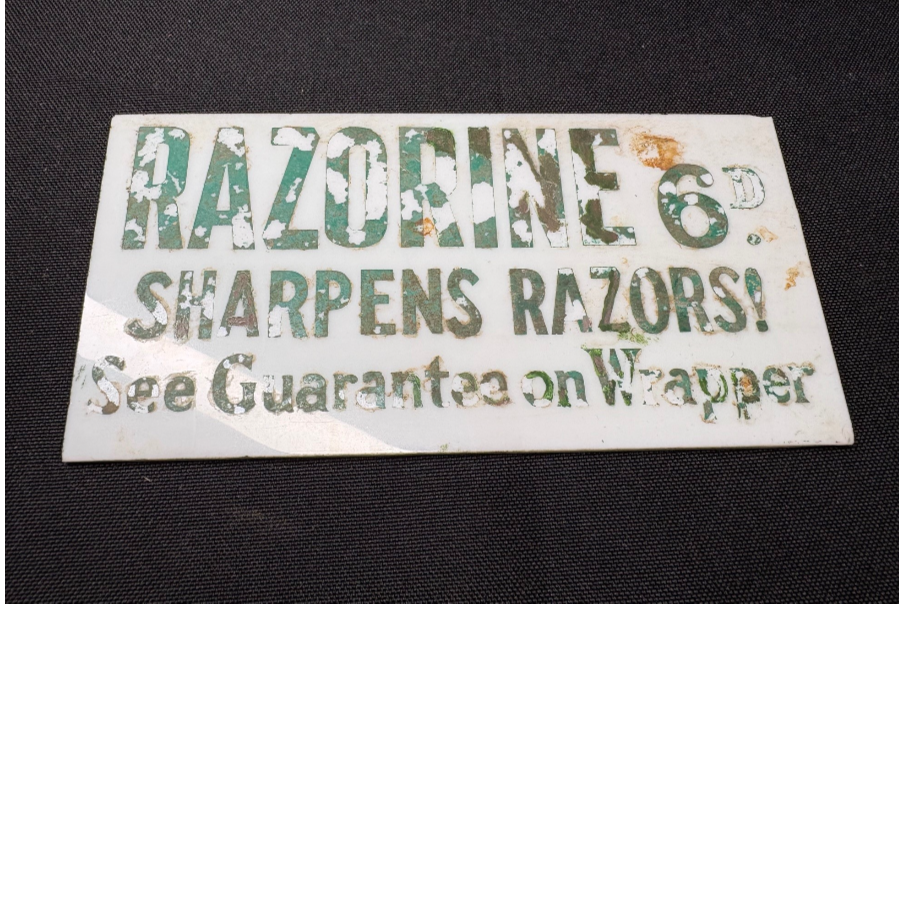 RAZORINE 6D.
SHARPENS RAZORS!
See Guarantee on Wrapper